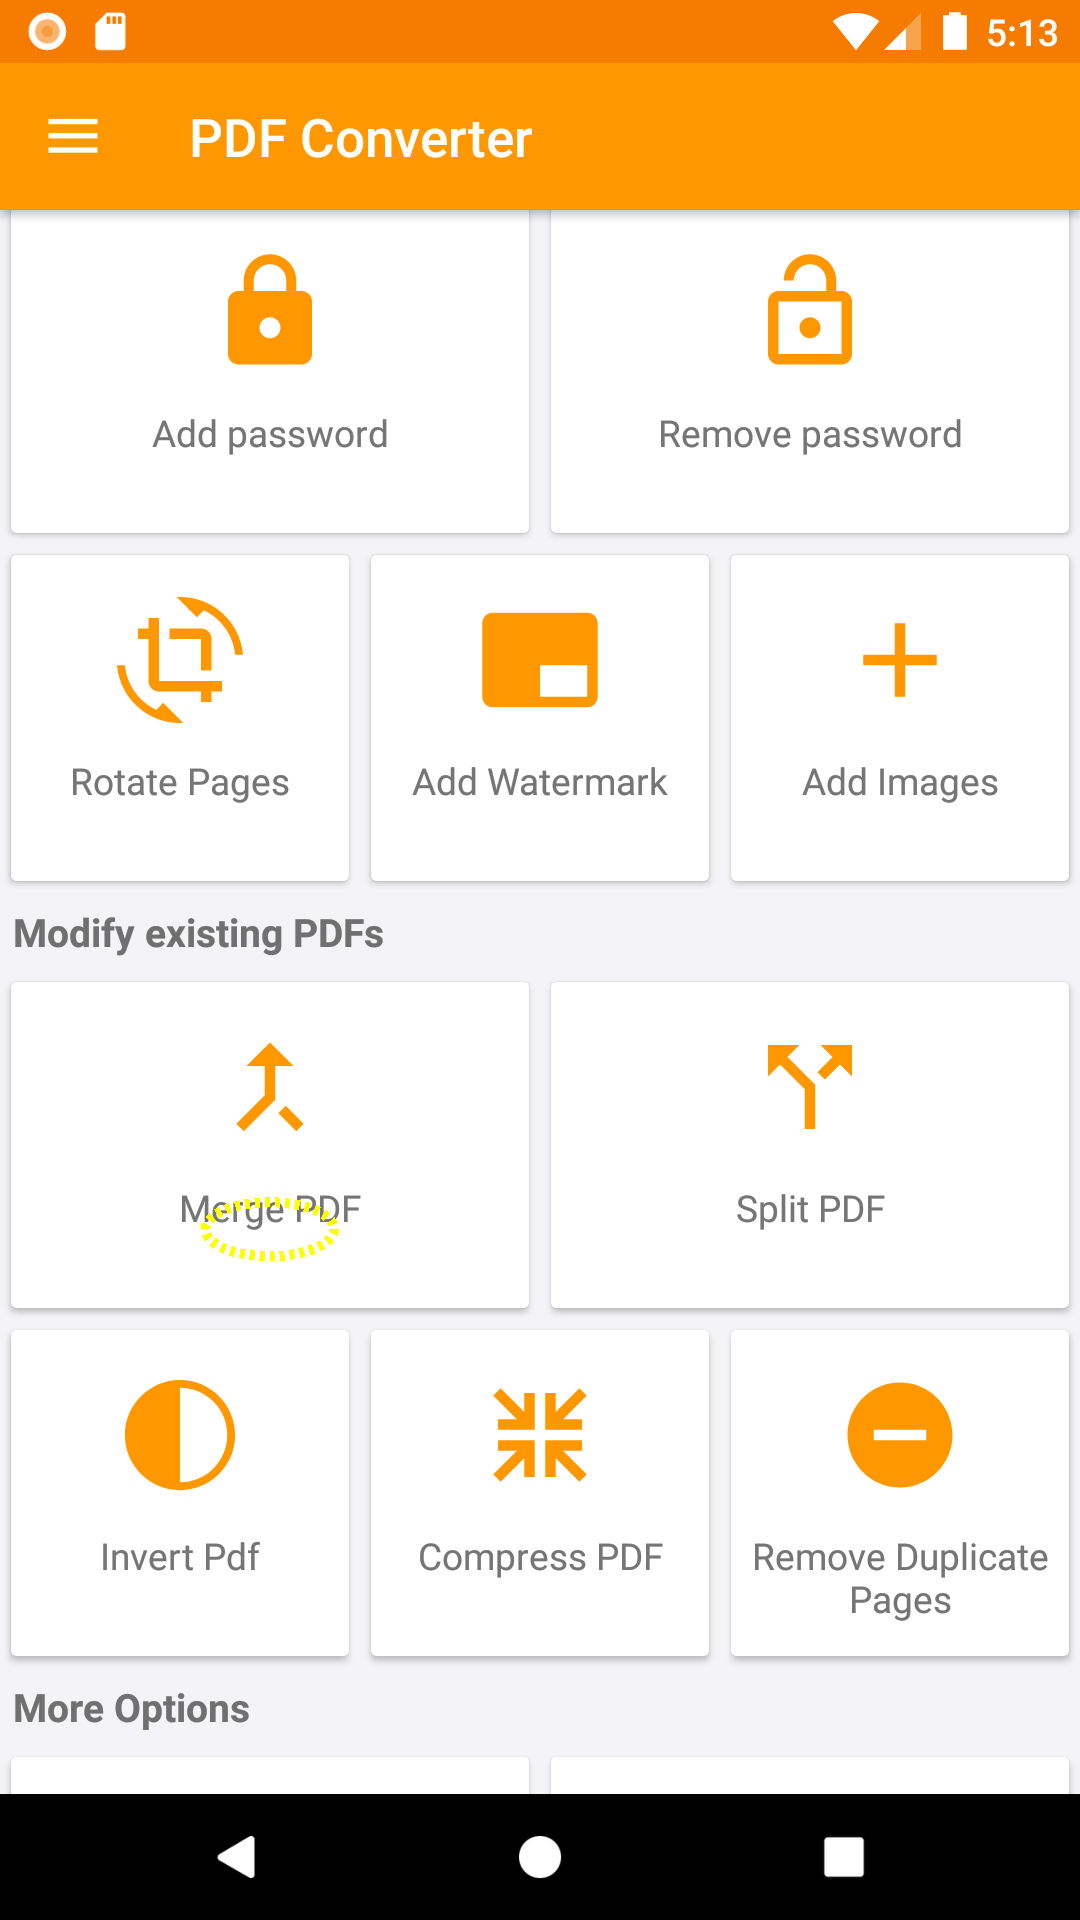 5:13
PDF Converter
Add password
Remove password
Rotate Pages
Add Watermark
Add Images
Modify existing PDFs
Merge PDF
Split PDF
Invert Pdf
Compress PDF
Remove Duplicate
Pages
More Options